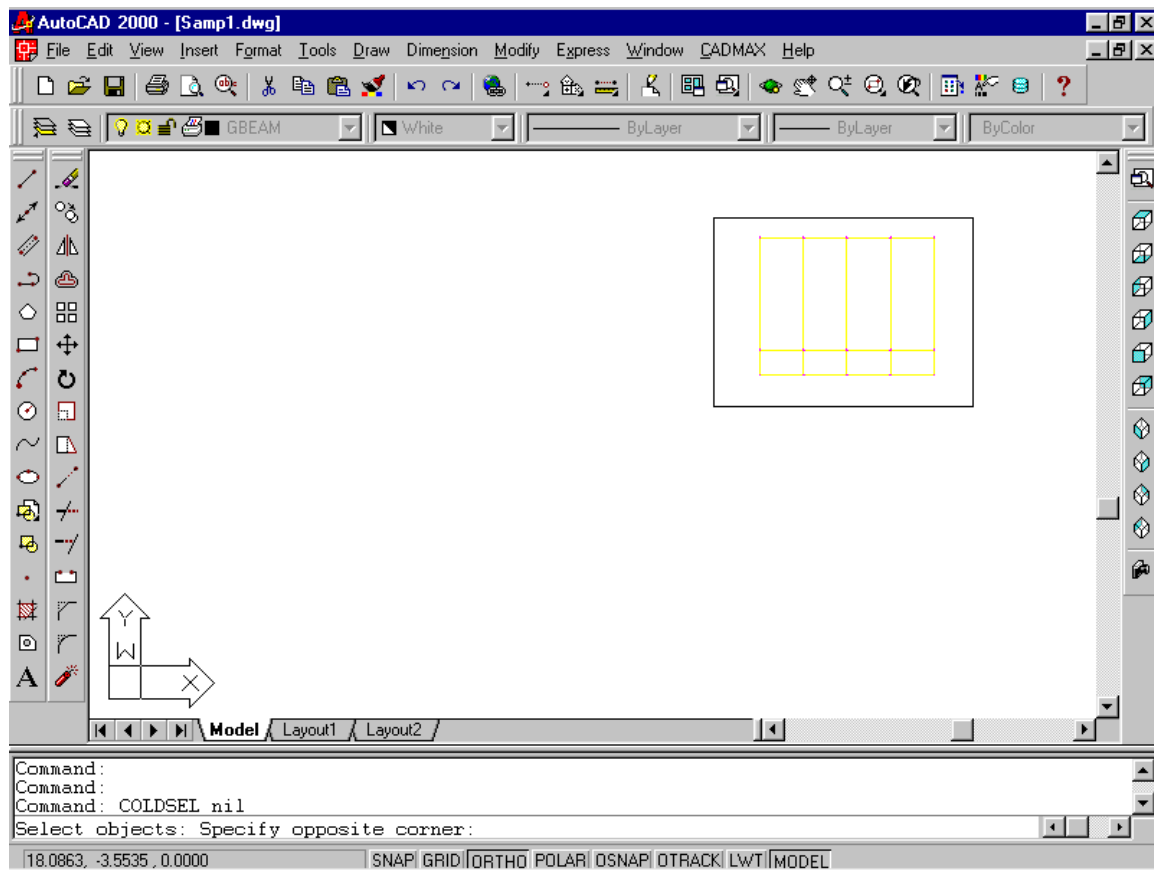 AutoCAD 2000 - [Samp1.dwg]
File Edit View Insert Format Tools Draw Dimension Modify Express Window CADMAX Help
GBEAM White ByLayer ByLayer ByColor
A
Y
W
X
Model Layout1 Layout2
Command:
Command:
Command: COLDSEL nil
Select objects: Specify opposite corner:
18.0863, -3.5535 , 0.0000 SNAP GRID ORTHO POLAR OSNAP OTRACK LWT MODEL